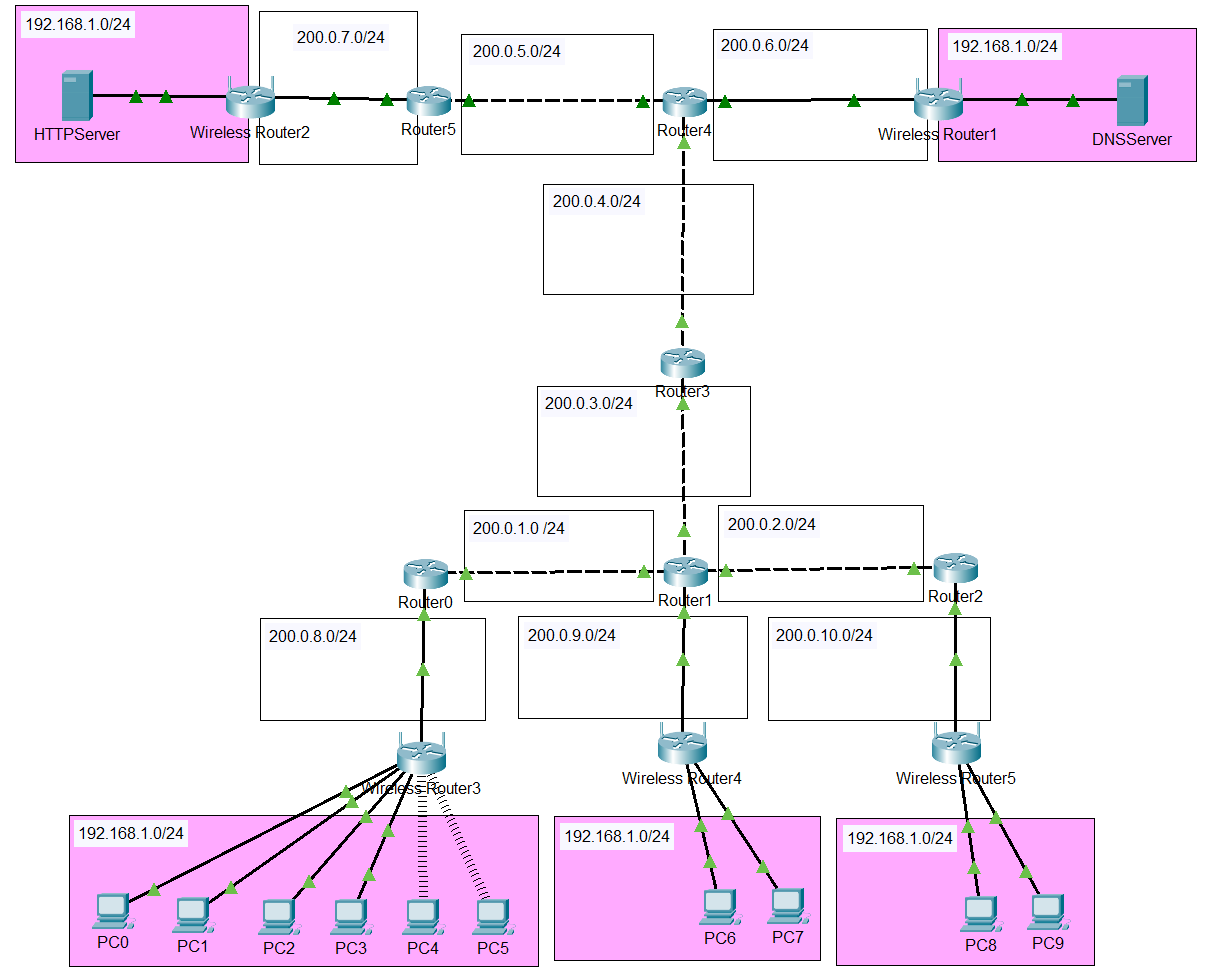 192.168.1.0/24
200.0.7.0/24
200.0.5.0/24
200.0.6.0/24
192.168.1.0/24
HTTPServer
Wireless Router2
Router5
Router4
Wireless Router1
DNSServer
200.0.4.0/24
Router3
200.0.3.0/24
200.0.1.0 /24
200.0.2.0/24
Router0
Router1
Router2
200.0.8.0/24
200.0.9.0/24
200.0.10.0/24
Wireless Router3
Wireless Router4
Wireless Router5
192.168.1.0/24
192.168.1.0/24
192.168.1.0/24
PC0
PC1
PC2
PC3
PC4
PC5
PC6
PC7
PC8
PC9